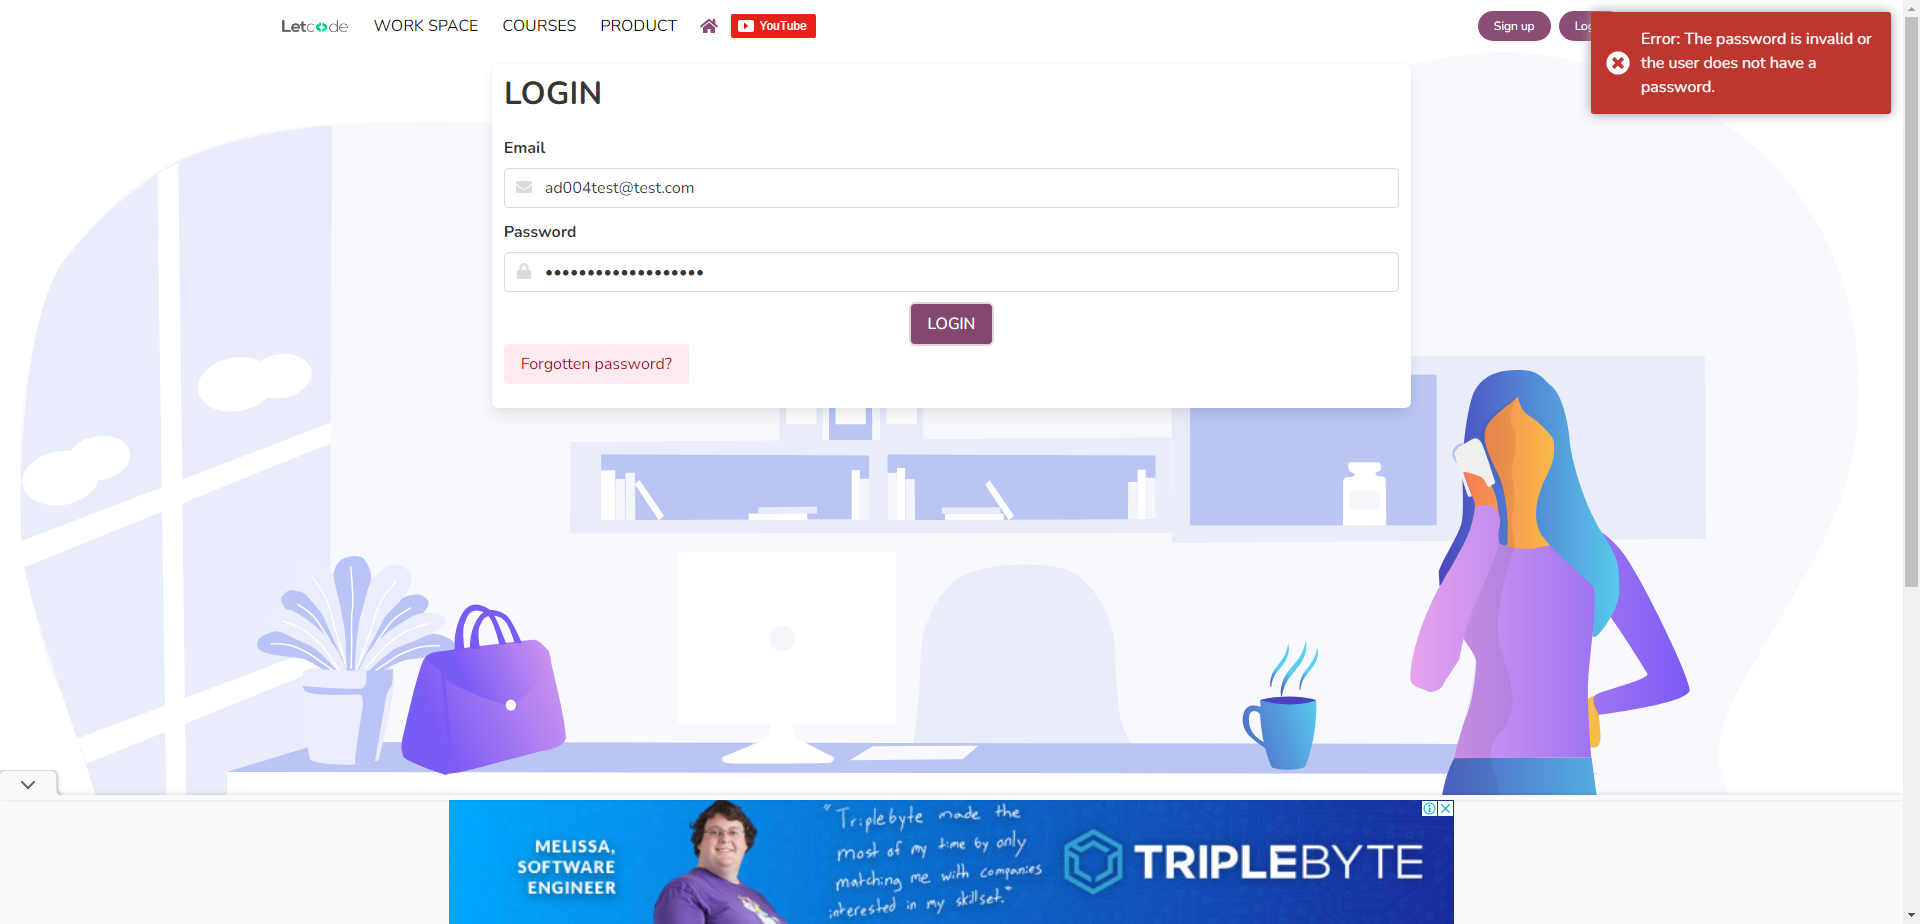 Letcode WORK SPACE COURSES PRODUCT YouTube Sign up
Error: The password is invalid or
the user does not have a
password.
LOGIN
Email
ad004test@test.com
Password
LOGIN
Forgotten password?
MELISSA,
SOFTWARE
ENGINEER
"Triplebyte made the
most of my time by only
matching me with companies
interested in my skillset."
TRIPLEBYTE